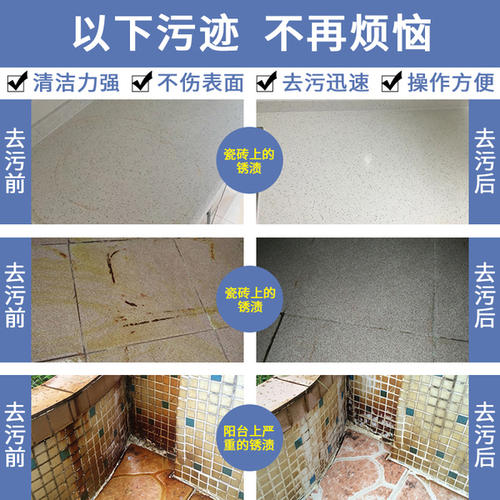 以下污迹 不再烦恼
清洁力强 不伤表面 去污迅速 操作方便
去污前
瓷砖上的
锈渍
去污后
去污前
瓷砖上的
锈渍
去污后
去污前
阳台上严
重的锈渍
去污后